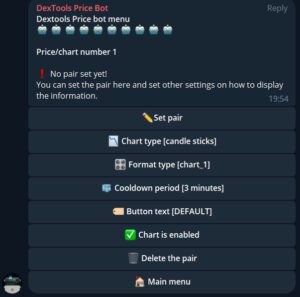 DexTools Price Bot
Reply
Dextools Price bot menu
Price/chart number 1
No pair set yet!
You can set the pair here and set other settings on how to display
the information.
19:54
Set pair
Chart type [candle sticks]
Format type [chart_1]
Cooldown period [3 minutes]
Button text [DEFAULT]
Chart is enabled
Delete the pair
Main menu